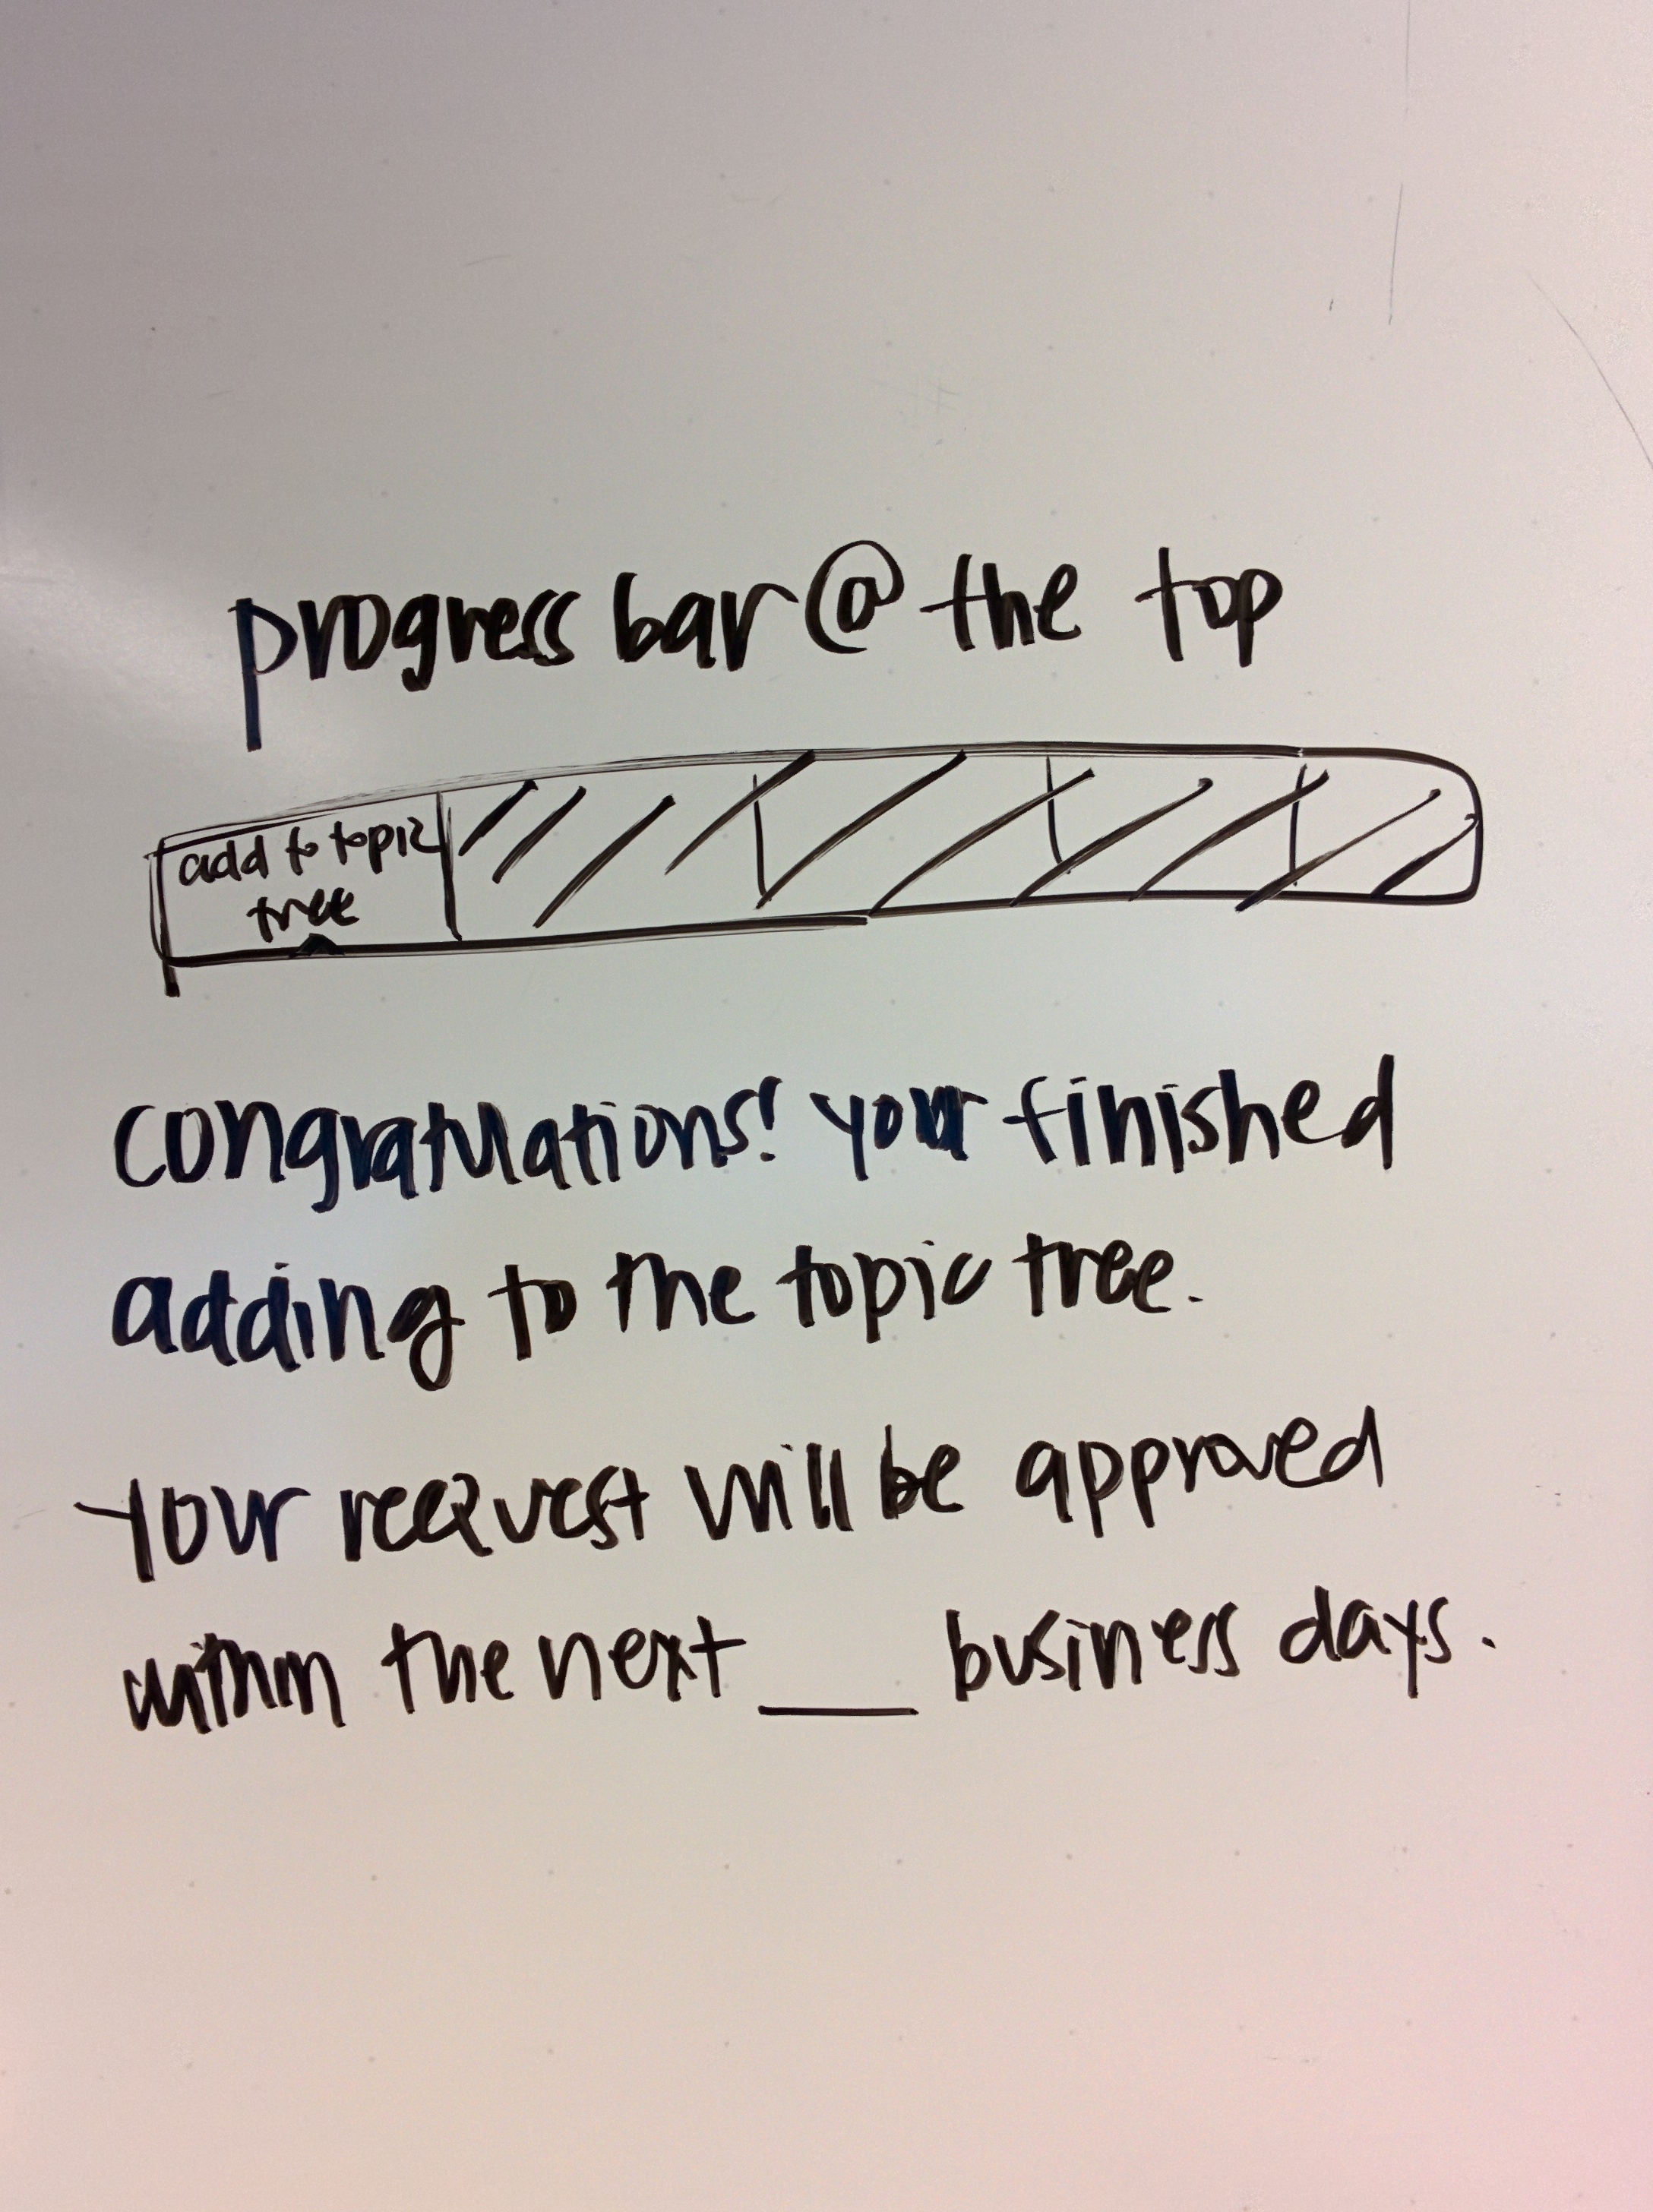 progress bar @ the top
add to topic
tree
congratulations! your finished
adding to the topic tree.
Your request will be approved
within the next ___ business days.